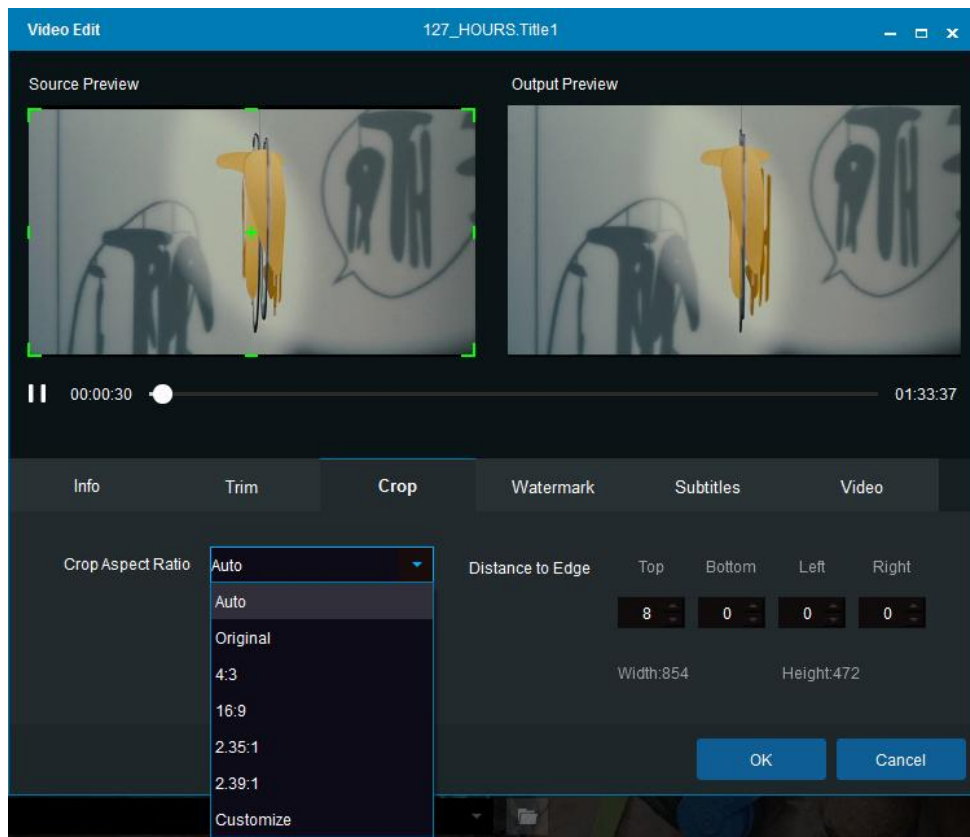 Video Edit 127_HOURS.Title1
Source Preview Output Preview
00:00:30 01:33:37
Info Trim Crop Watermark Subtitles Video
Crop Aspect Ratio Auto Distance to Edge Top Bottom Left Right
Auto
8 0 0 0
Original
4:3 Width:854 Height:472
16:9
2.35:1
OK Cancel
2.39:1
Customize